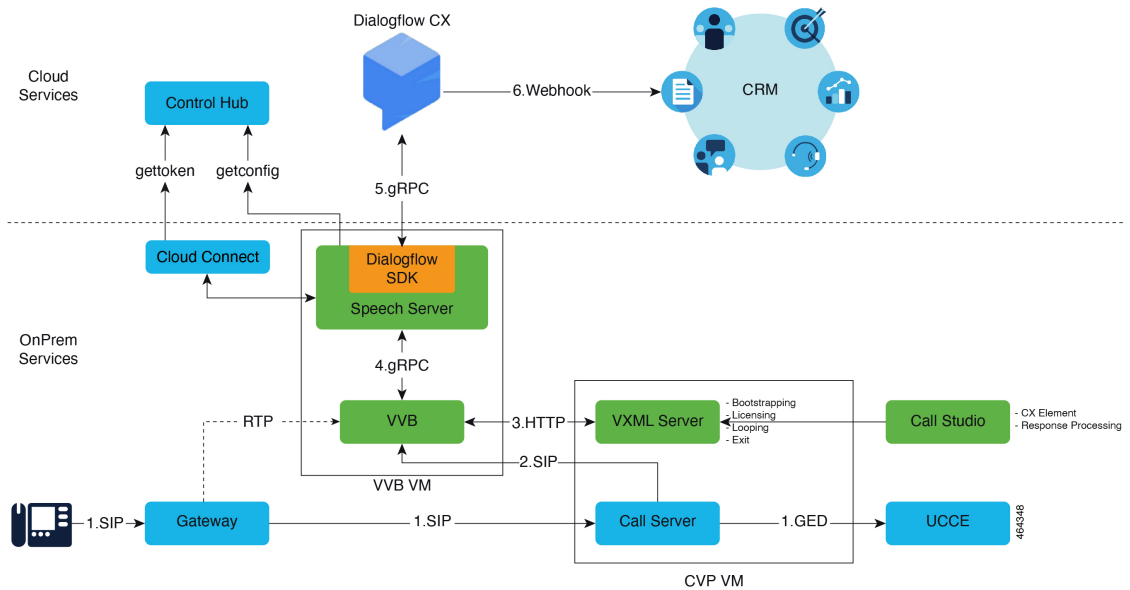 Dialogflow CX
Cloud
Services
Control Hub
6.Webhook
CRM
gettoken
getconfig
5.gRPC
Cloud Connect
Dialogflow
SDK
Speech Server
OnPrem
Services
4.gRPC
RTP
VVB
3.HTTP
VXML Server
- Bootstrapping
- Licensing
- Looping
- Exit
Call Studio
- CX Element
- Response Processing
2.SIP
VVB VM
1.SIP
Gateway
1.SIP
Call Server
1.GED
UCCE
464348
CVP VM